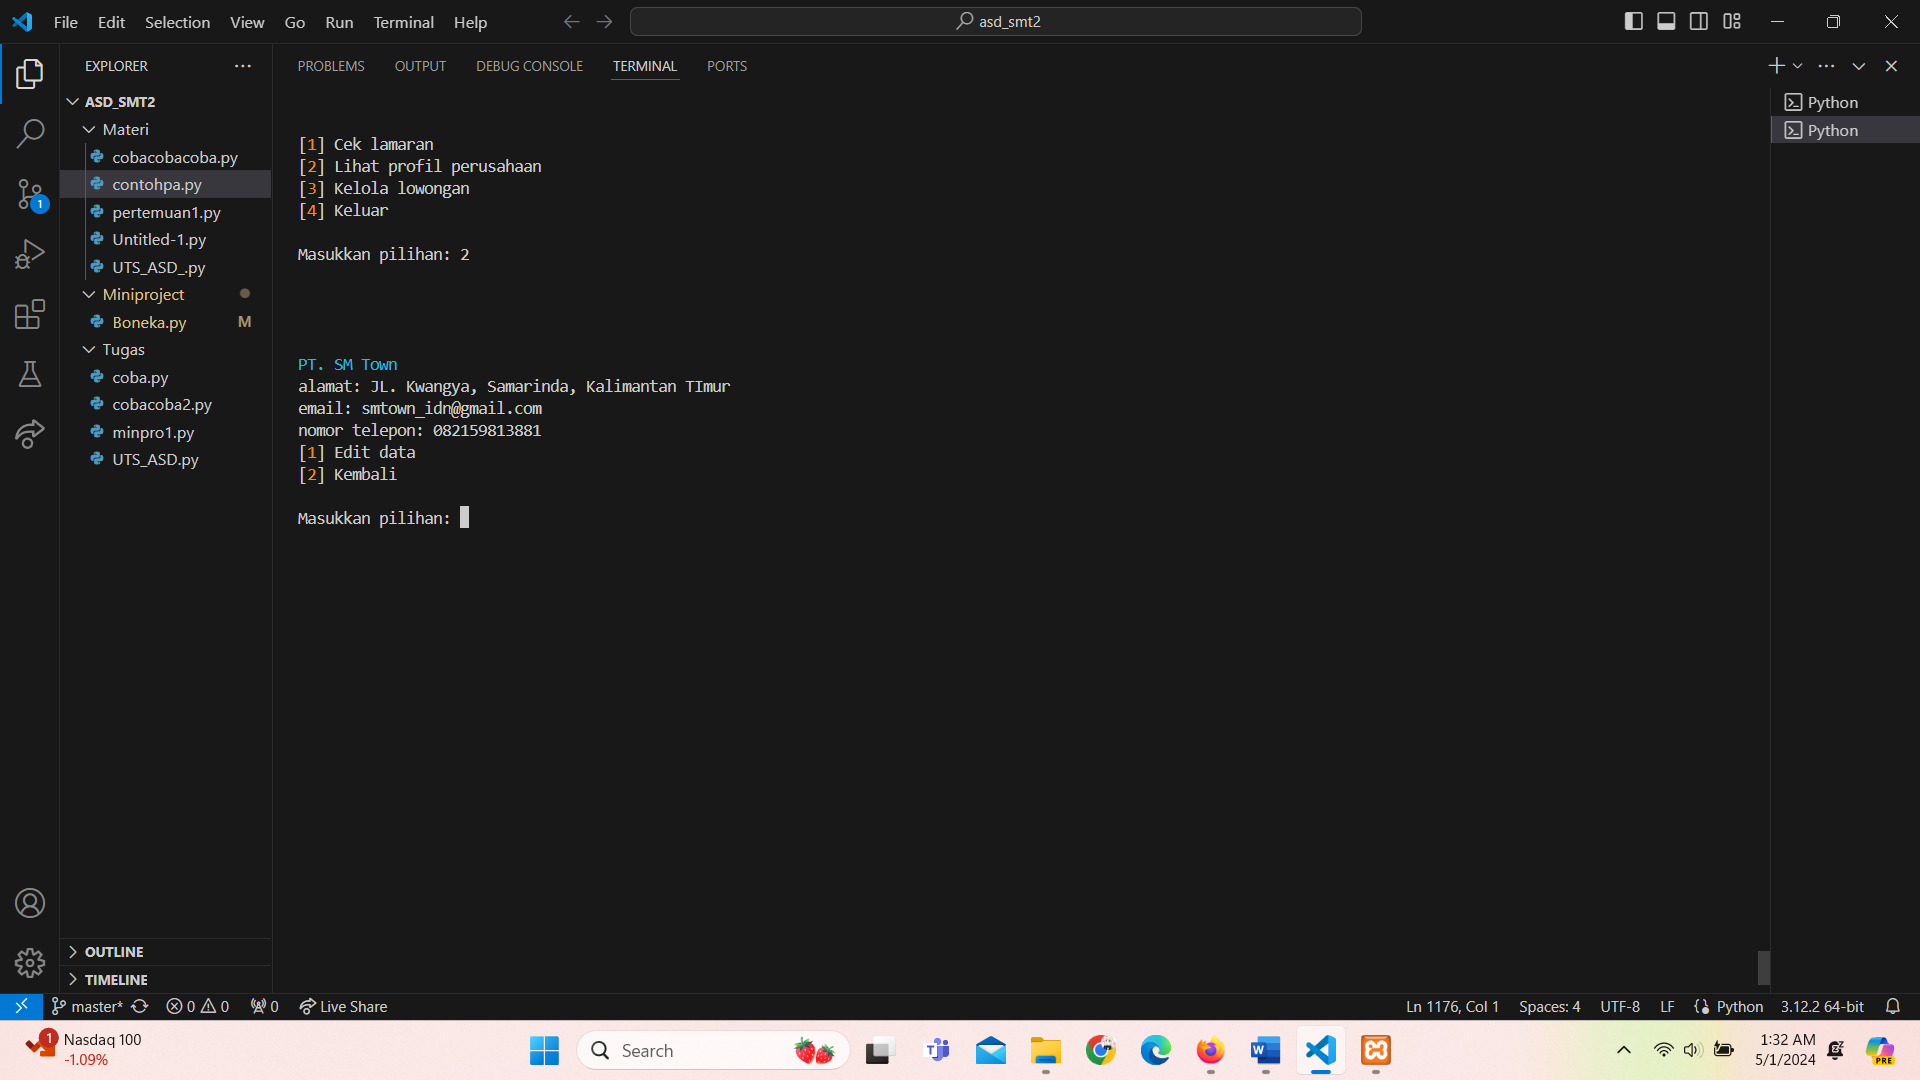 File Edit Selection View Go Run Terminal Help
asd_smt2
EXPLORER
ASD_SMT2
Materi
cobacobacoba.py
contohpa.py
pertemuan1.py
Untitled-1.py
UTS_ASD_.py
Miniproject
Boneka.py M
Tugas
coba.py
cobacoba2.py
minpro1.py
UTS_ASD.py
OUTLINE
TIMELINE
1
PROBLEMS OUTPUT DEBUG CONSOLE TERMINAL PORTS
[1] Cek lamaran
[2] Lihat profil perusahaan
[3] Kelola lowongan
[4] Keluar
Masukkan pilihan: 2
PT. SM Town
alamat: JL. Kwangya, Samarinda, Kalimantan TImur
email: smtown_idn@gmail.com
nomor telepon: 082159813881
[1] Edit data
[2] Kembali
Masukkan pilihan:
Python
Python
master* 0 0 0 Live Share
Ln 1176, Col 1 Spaces: 4 UTF-8 LF Python 3.12.2 64-bit
1 Nasdaq 100
-1.09%
Search
1:32 AM
5/1/2024
PRE